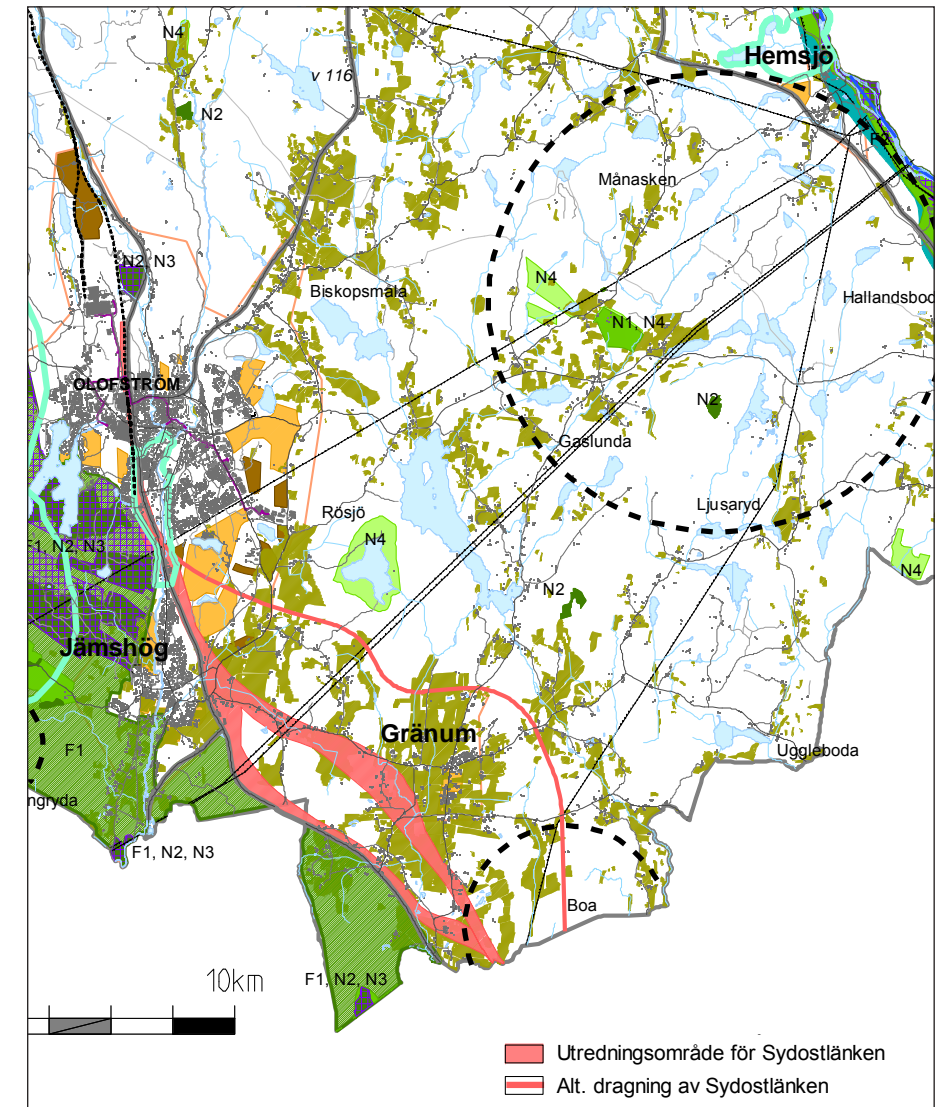 N4
Hemsjö
v 116
N2
Månasken
N2, N3
N4
Biskopsmåla
Hallandsbod
N1, N4
OLOFSTRÖM
N2
Gaslunda
Rösjö
Ljusaryd
N4
F1, N2, N3
N4
N2
Jämshög
Gränum
F1
Uggleboda
ngryda
F1, N2, N3
Boa
F1, N2, N3
10km
Utredningsområde för Sydostlänken
Alt. dragning av Sydostlänken